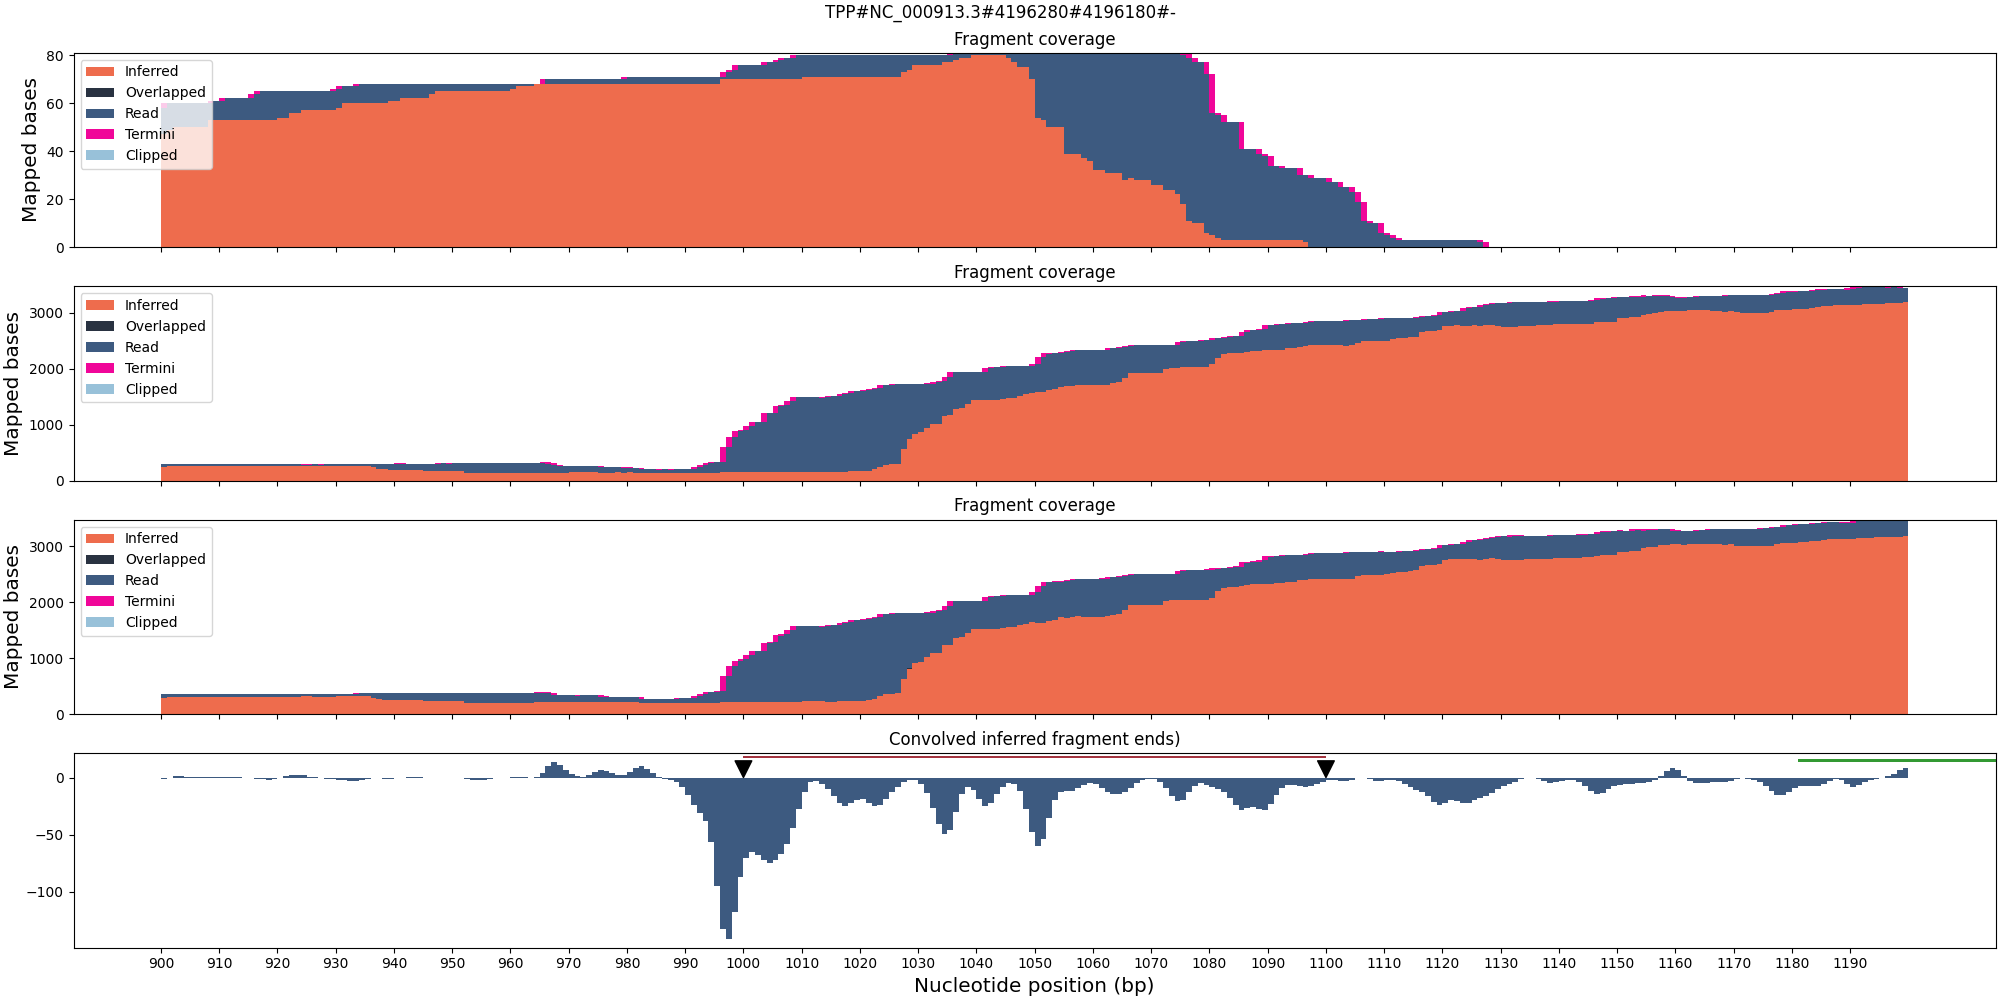 TPP#NC_000913.3#4196280#4196180#-
Fragment coverage
Mapped bases
80
60
40
20
0
Inferred
Overlapped
Read
Termini
Clipped
Fragment coverage
Mapped bases
3000
2000
1000
0
Inferred
Overlapped
Read
Termini
Clipped
Fragment coverage
Mapped bases
3000
2000
1000
0
Inferred
Overlapped
Read
Termini
Clipped
Convolved inferred fragment ends)
0
−50
−100
900 910 920 930 940 950 960 970 980 990 1000 1010 1020 1030 1040 1050 1060 1070 1080 1090 1100 1110 1120 1130 1140 1150 1160 1170 1180 1190
Nucleotide position (bp)